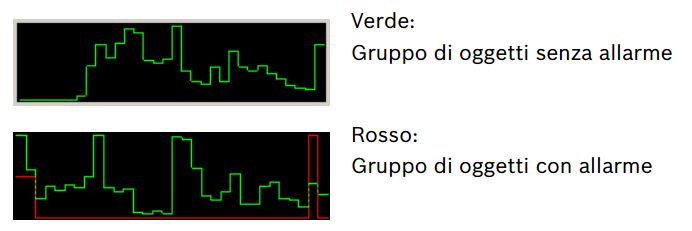 Verde:
Gruppo di oggetti senza allarme
Rosso:
Gruppo di oggetti con allarme